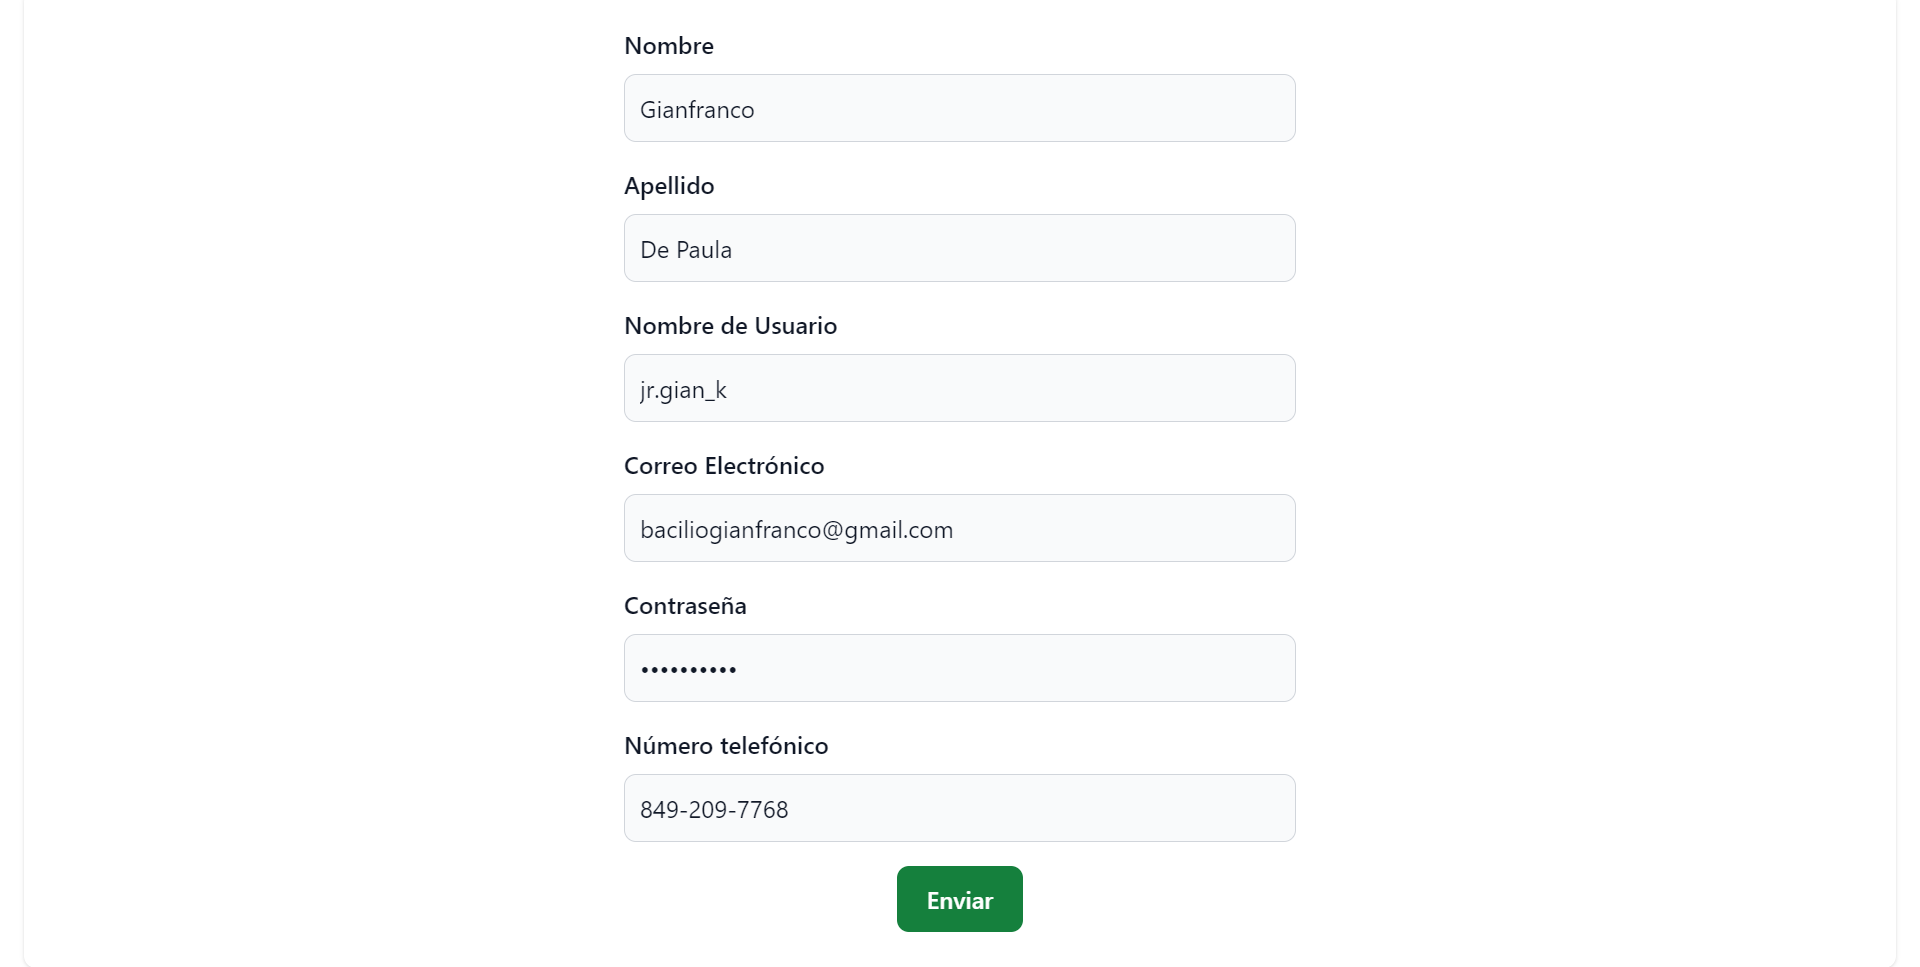 Nombre
Gianfranco
Apellido
De Paula
Nombre de Usuario
jr.gian_k
Correo Electrónico
baciliogianfranco@gmail.com
Contraseña
••••••••••
Número telefónico
849-209-7768
Enviar